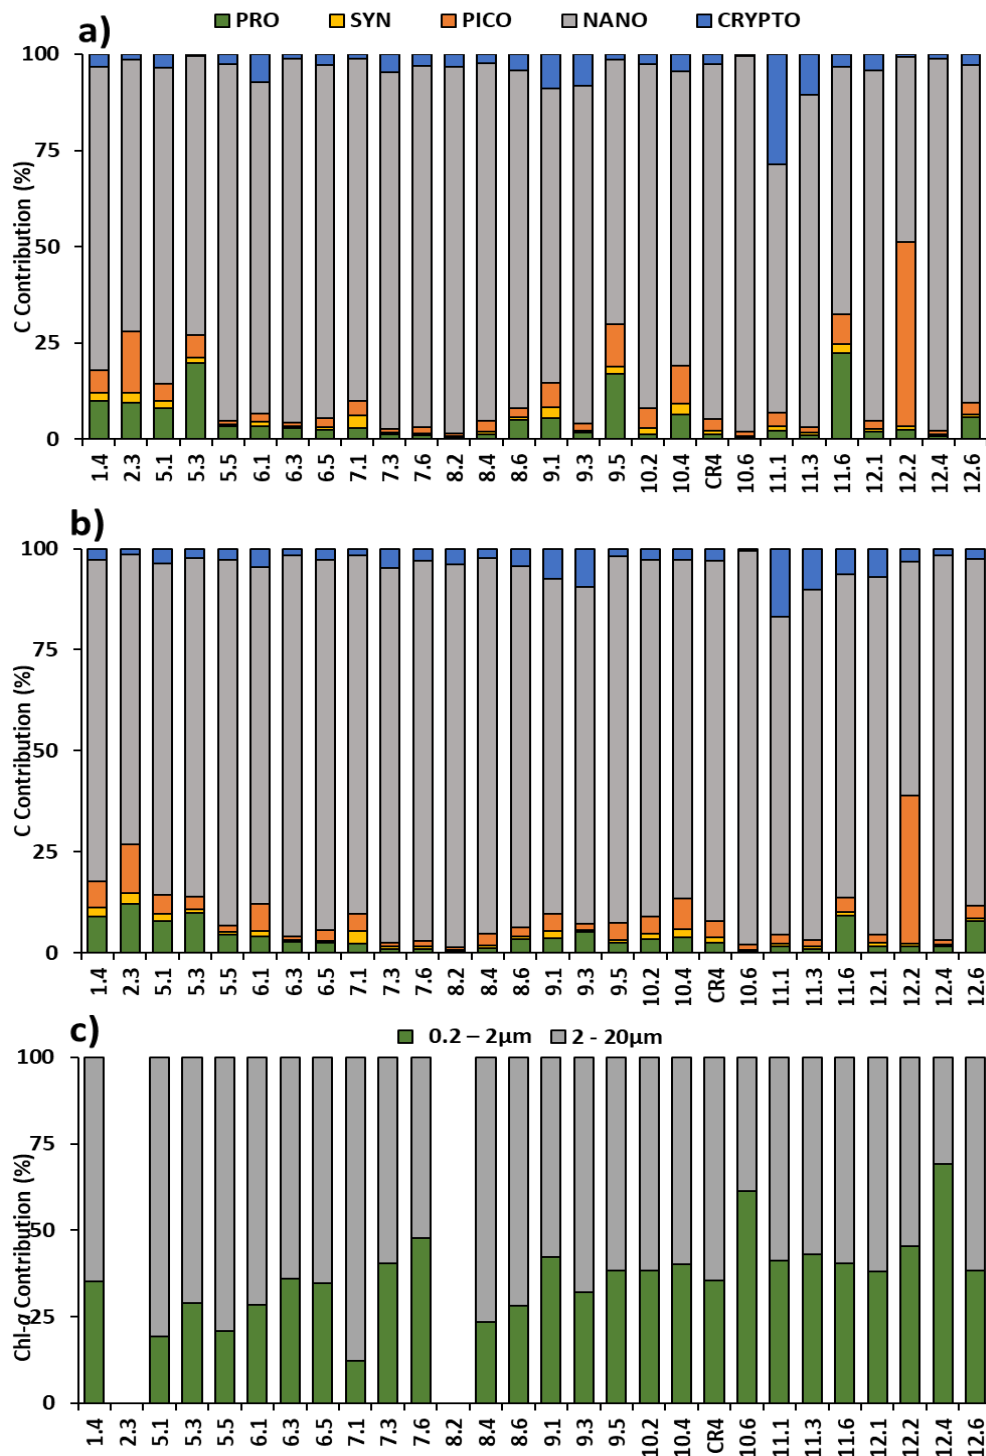 PRO SYN PICO NANO CRYPTO
a)
100
75
50
25
0
C Contribution (%)
1.4 2.3 5.1 5.3 5.5 6.1 6.3 6.5 7.1 7.3 7.6 8.2 8.4 8.6 9.1 9.3 9.5 10.2 10.4 CR4 10.6 11.1 11.3 11.6 12.1 12.2 12.4 12.6
b)
100
75
50
25
0
C Contribution (%)
1.4 2.3 5.1 5.3 5.5 6.1 6.3 6.5 7.1 7.3 7.6 8.2 8.4 8.6 9.1 9.3 9.5 10.2 10.4 CR4 10.6 11.1 11.3 11.6 12.1 12.2 12.4 12.6
c)
0.2 – 2µm 2 - 20µm
100
75
50
25
0
Chl-a Contribution (%)
1.4 2.3 5.1 5.3 5.5 6.1 6.3 6.5 7.1 7.3 7.6 8.2 8.4 8.6 9.1 9.3 9.5 10.2 10.4 CR4 10.6 11.1 11.3 11.6 12.1 12.2 12.4 12.6